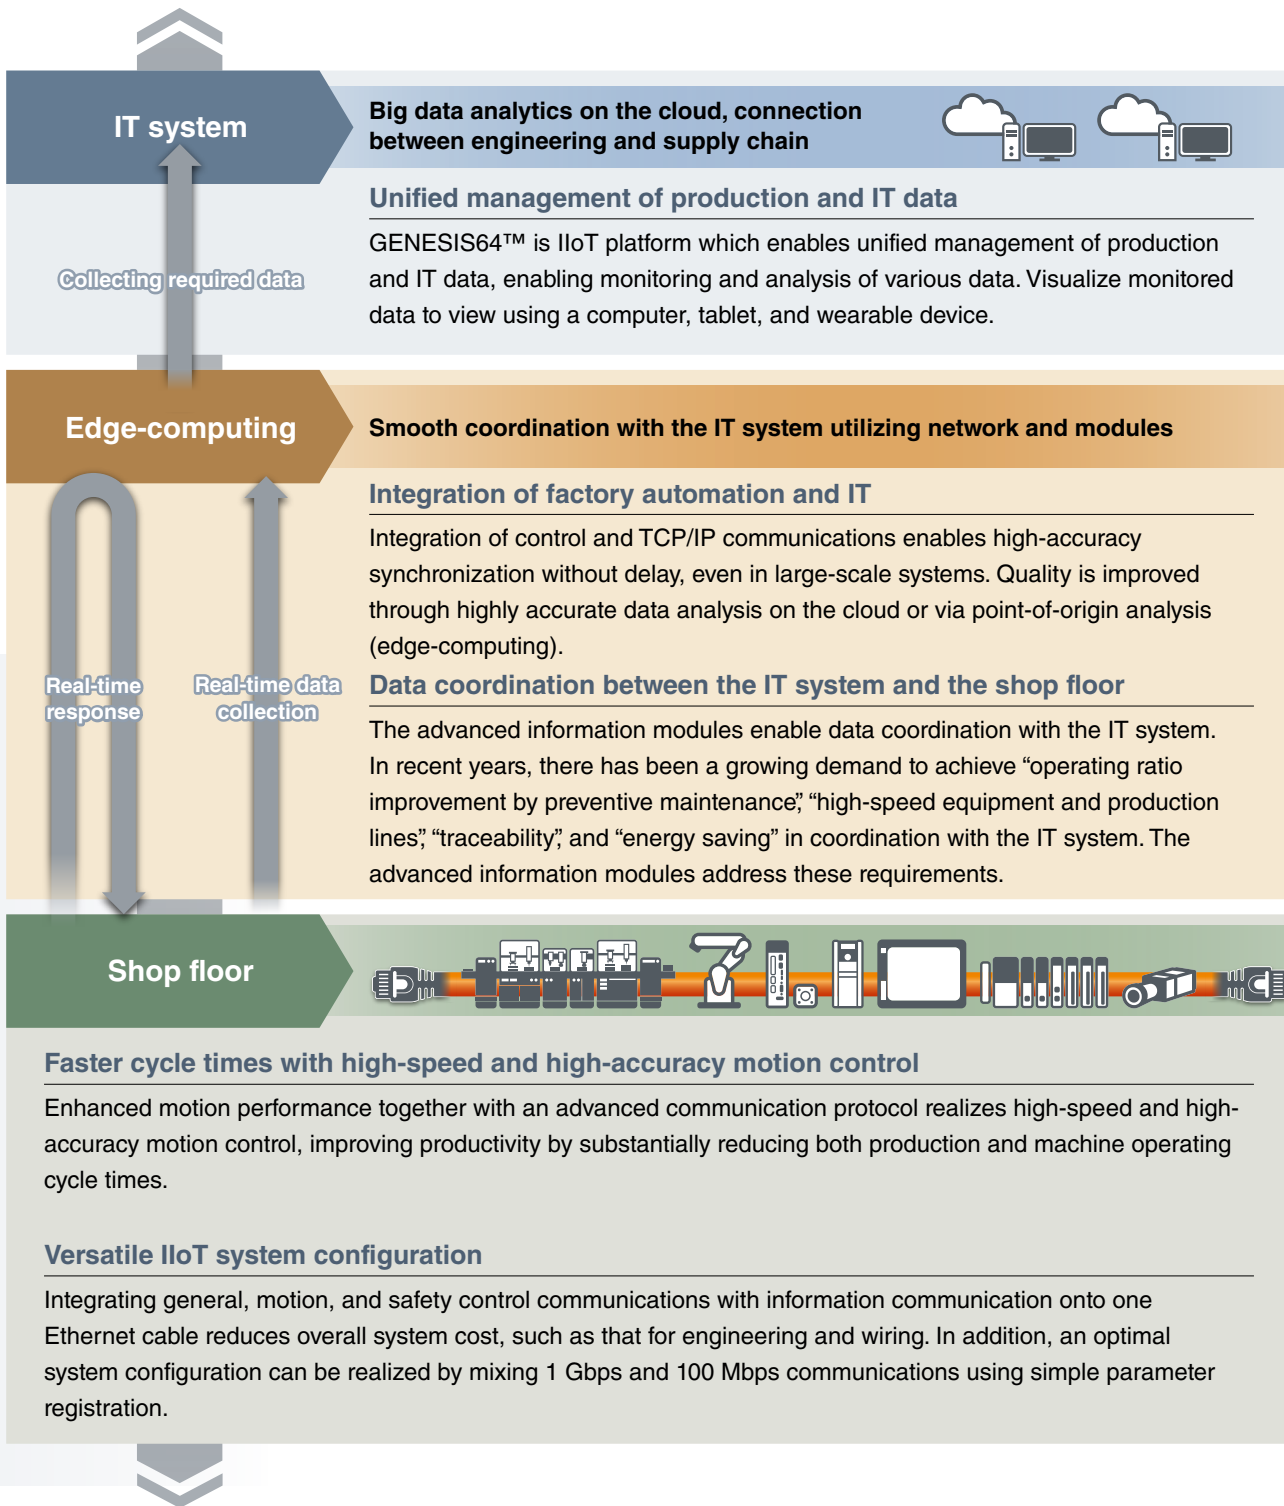 IT system
Big data analytics on the cloud, connection
between engineering and supply chain
Unified management of production and IT data
GENESIS64™ is IIoT platform which enables unified management of production
and IT data, enabling monitoring and analysis of various data. Visualize monitored
data to view using a computer, tablet, and wearable device.
Collecting required data
Edge-computing
Smooth coordination with the IT system utilizing network and modules
Integration of factory automation and IT
Integration of control and TCP/IP communications enables high-accuracy
synchronization without delay, even in large-scale systems. Quality is improved
through highly accurate data analysis on the cloud or via point-of-origin analysis
(edge-computing).
Real-time
response
Real-time data
collection
Data coordination between the IT system and the shop floor
The advanced information modules enable data coordination with the IT system.
In recent years, there has been a growing demand to achieve “operating ratio
improvement by preventive maintenance”, “high-speed equipment and production
lines”, “traceability”, and “energy saving” in coordination with the IT system. The
advanced information modules address these requirements.
Shop floor
Faster cycle times with high-speed and high-accuracy motion control
Enhanced motion performance together with an advanced communication protocol realizes high-speed and high-
accuracy motion control, improving productivity by substantially reducing both production and machine operating
cycle times.
Versatile IIoT system configuration
Integrating general, motion, and safety control communications with information communication onto one
Ethernet cable reduces overall system cost, such as that for engineering and wiring. In addition, an optimal
system configuration can be realized by mixing 1 Gbps and 100 Mbps communications using simple parameter
registration.